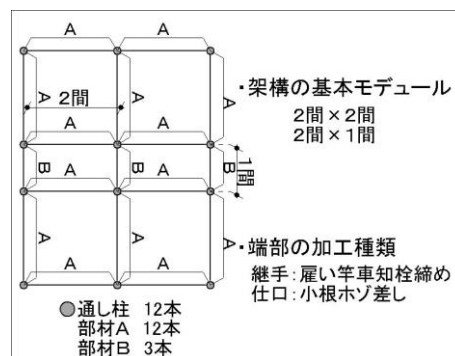 A A
A 2間 A A
・架構の基本モデュール
2間×2間
2間×1間
A A
B B B 1間
A A
A A A
・端部の加工種類
継手:雇い竿車知栓締め
仕口:小根ホゾ差し
A A
通し柱 12本
部材A 12本
部材B 3本